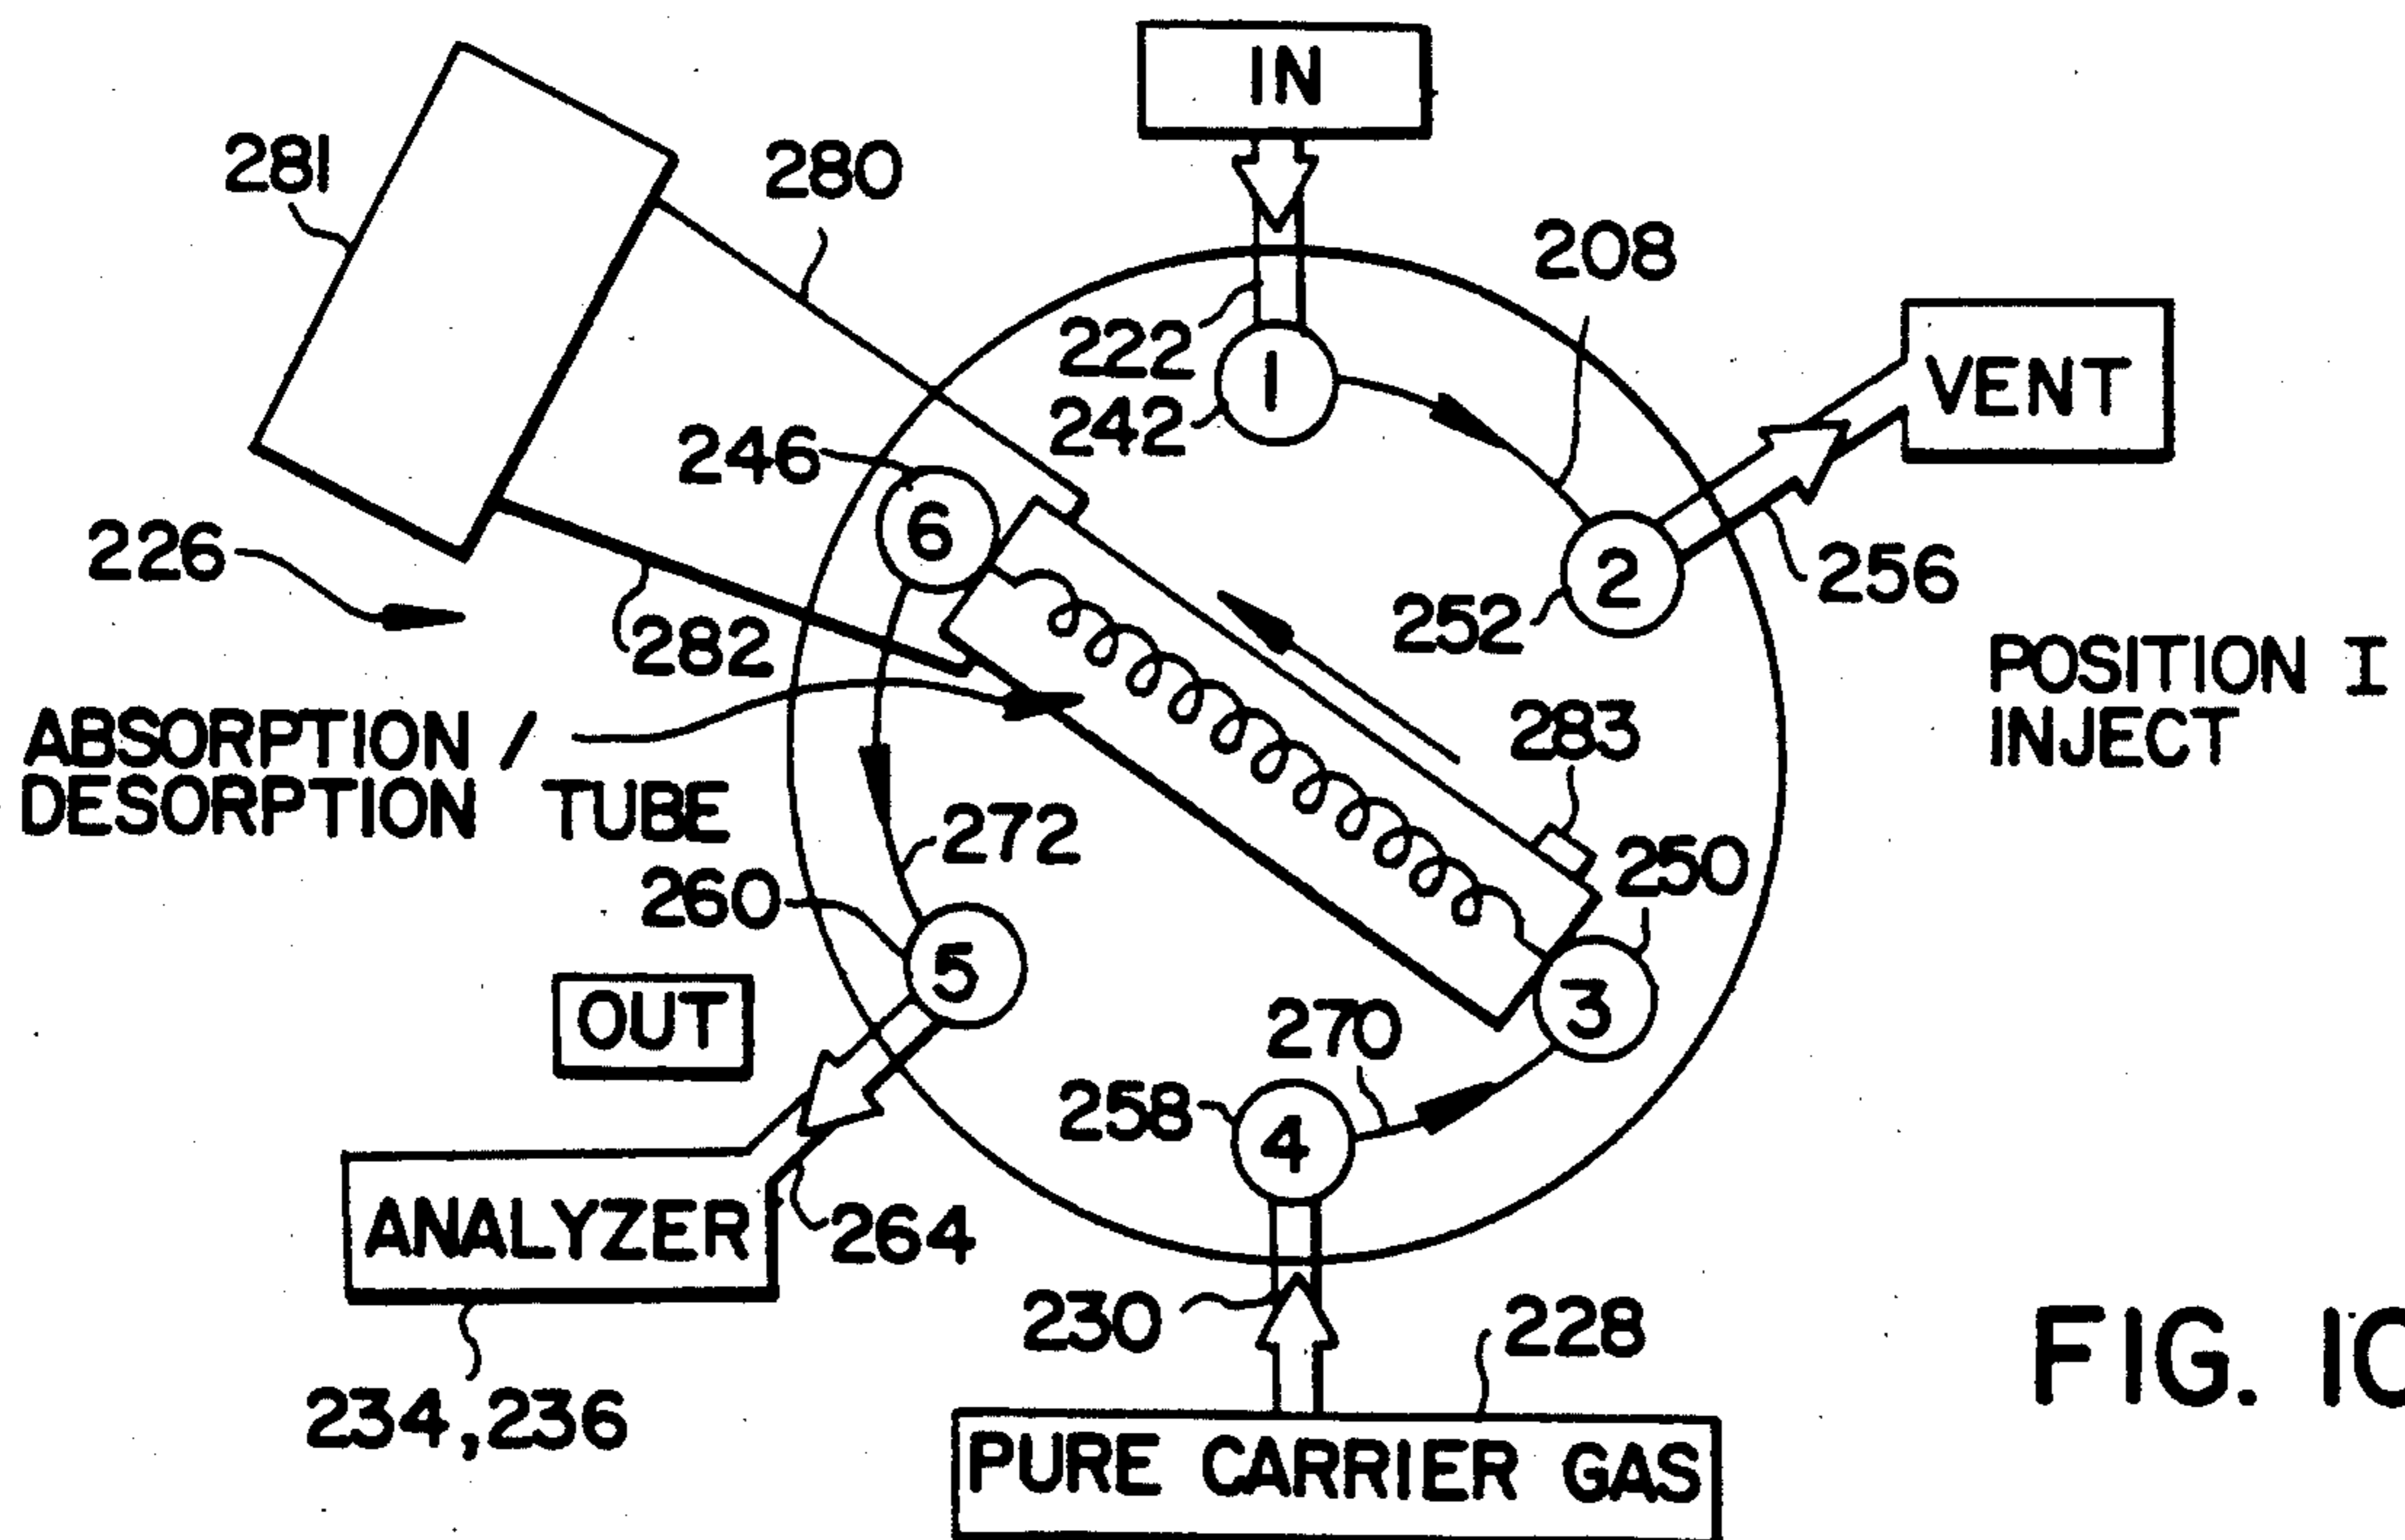 IN
281
280
208
222
1
242
VENT
246
6
226
2
252
256
282
POSITION I
INJECT
283
ABSORPTION /
DESORPTION TUBE
272
250
260
5
3
OUT
270
258
4
ANALYZER
264
230
228
234,236
PURE CARRIER GAS
FIG.